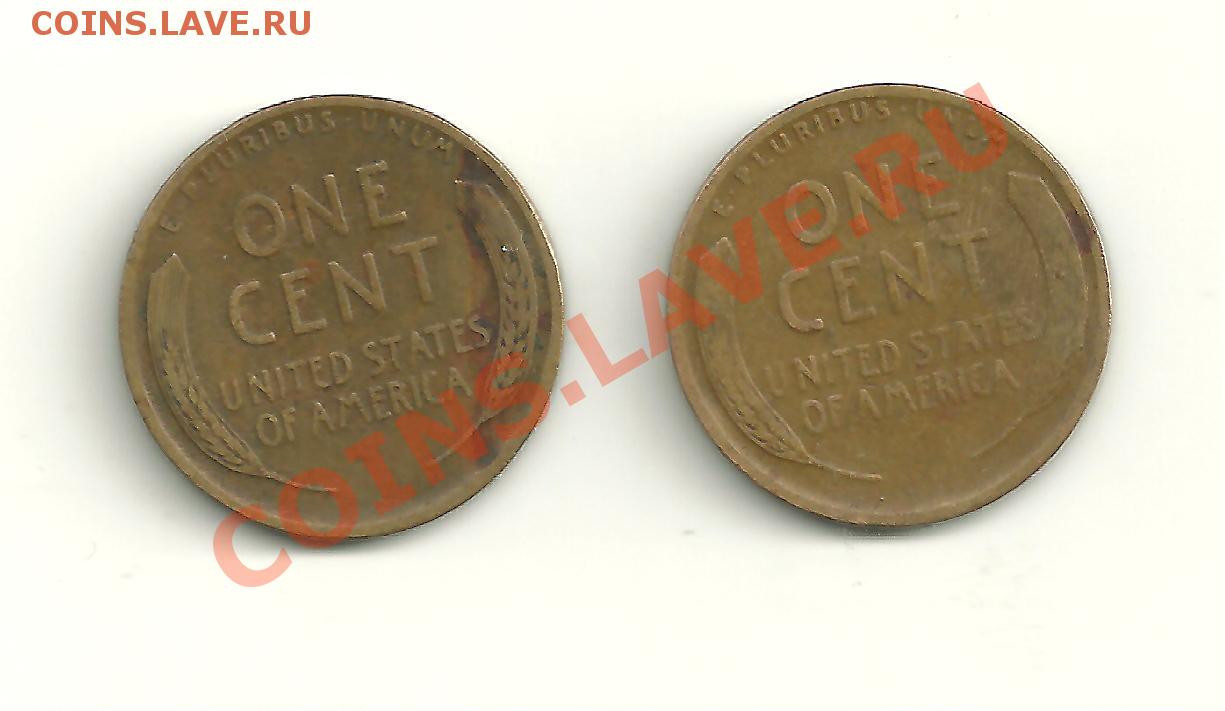 COINS.LAVE.RU
E·PLURIBUS·UNUM
ONE
CENT
UNITED STATES
OF AMERICA
E·PLURIBUS
ONE
CENT
UNITED STATES
OF AMERICA
COINS.LAVE.RU